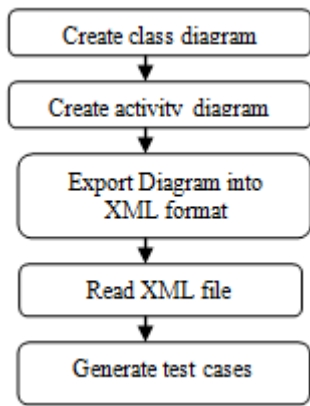 Create class diagram
Create activity diagram
Export Diagram into
XML format
Read XML file
Generate test cases